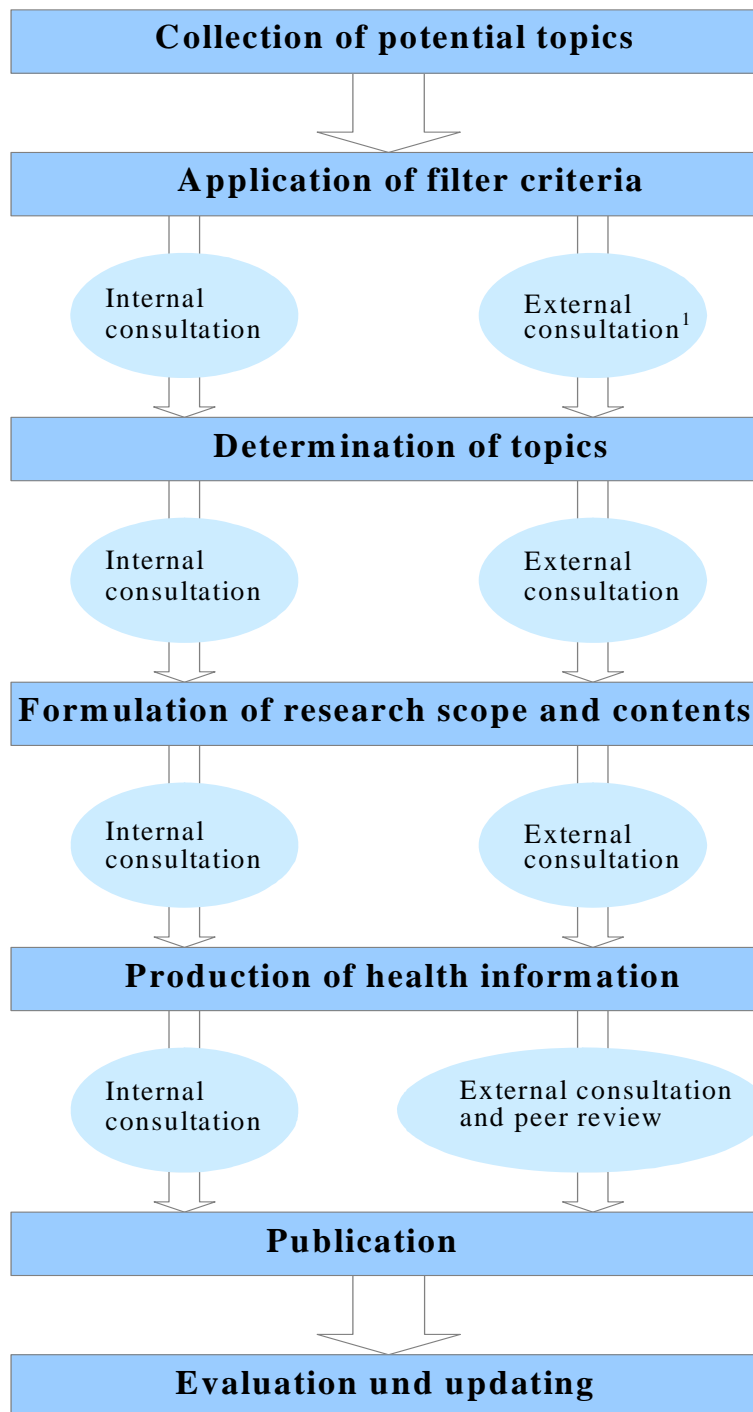 Collection of potential topics
Application of filter criteria
Internal
consultation
External
consultation¹
Determination of topics
Internal
consultation
External
consultation
Formulation of research scope and contents
Internal
consultation
External
consultation
Production of health information
Internal
consultation
External consultation
and peer review
Publication
Evaluation und updating